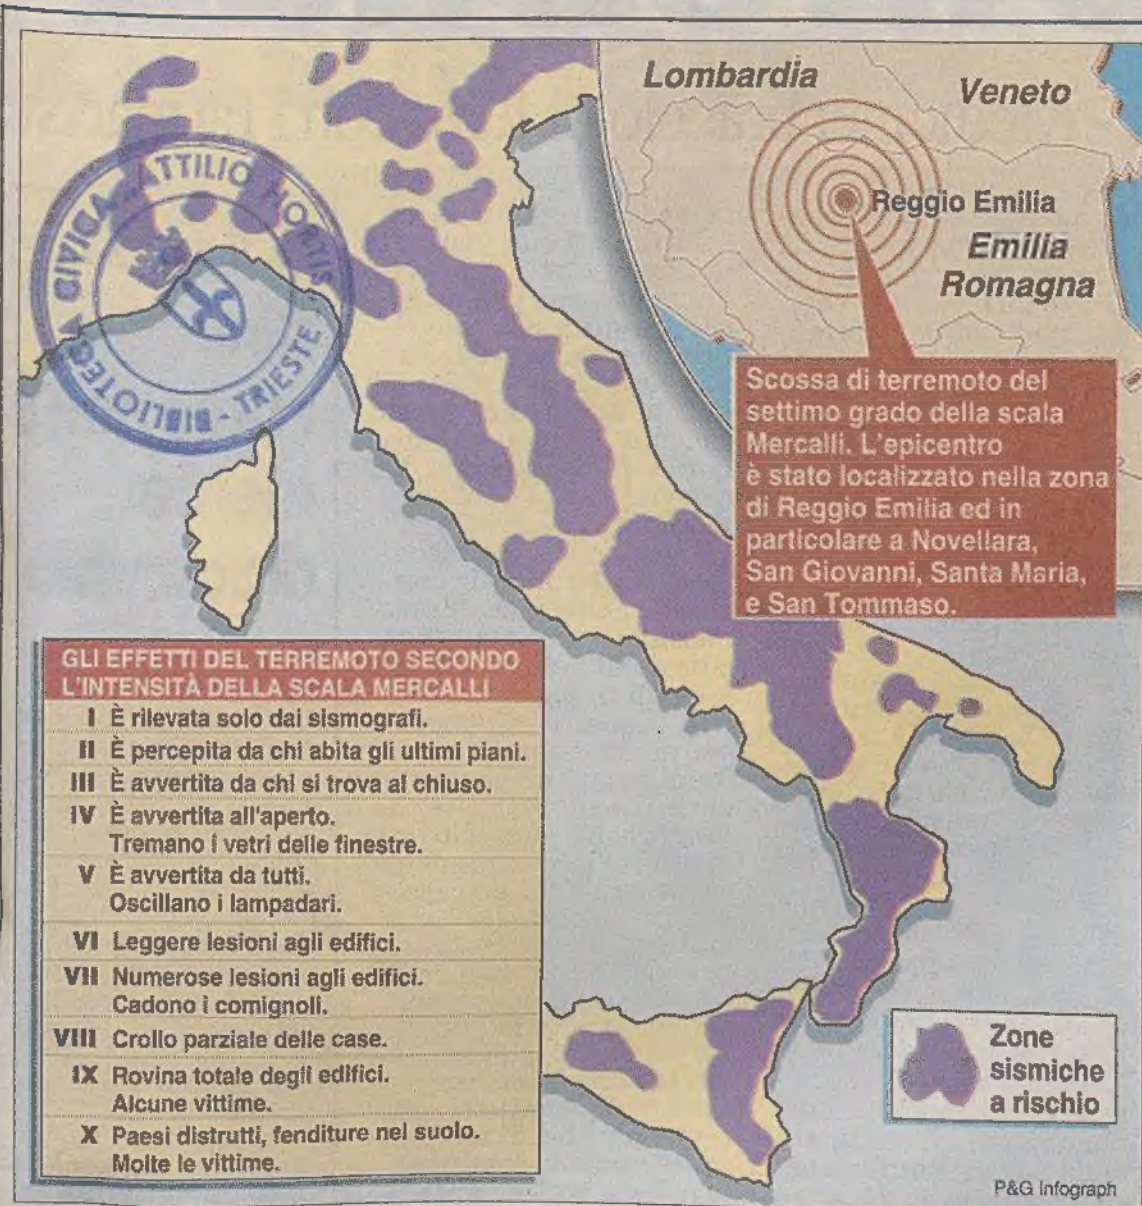 Lombardia
Veneto
Reggio Emilia
Emilia
Romagna
Scossa di terremoto del
settimo grado della scala
Mercalli. L'epicentro
è stato localizzato nella zona
di Reggio Emilia ed in
particolare a Novellara,
San Giovanni, Santa Maria,
e San Tommaso.
BIBLIOTECA CIVICA ATTILIO HORTIS - TRIESTE
GLI EFFETTI DEL TERREMOTO SECONDO
L'INTENSITÀ DELLA SCALA MERCALLI
I È rilevata solo dai sismografi.
II È percepita da chi abita gli ultimi piani.
III È avvertita da chi si trova al chiuso.
IV È avvertita all'aperto.
Tremano i vetri delle finestre.
V È avvertita da tutti.
Oscillano i lampadari.
VI Leggere lesioni agli edifici.
VII Numerose lesioni agli edifici.
Cadono i comignoli.
VIII Crollo parziale delle case.
IX Rovina totale degli edifici.
Alcune vittime.
X Paesi distrutti, fenditure nel suolo.
Molte le vittime.
Zone
sismiche
a rischio
P&G Infograph